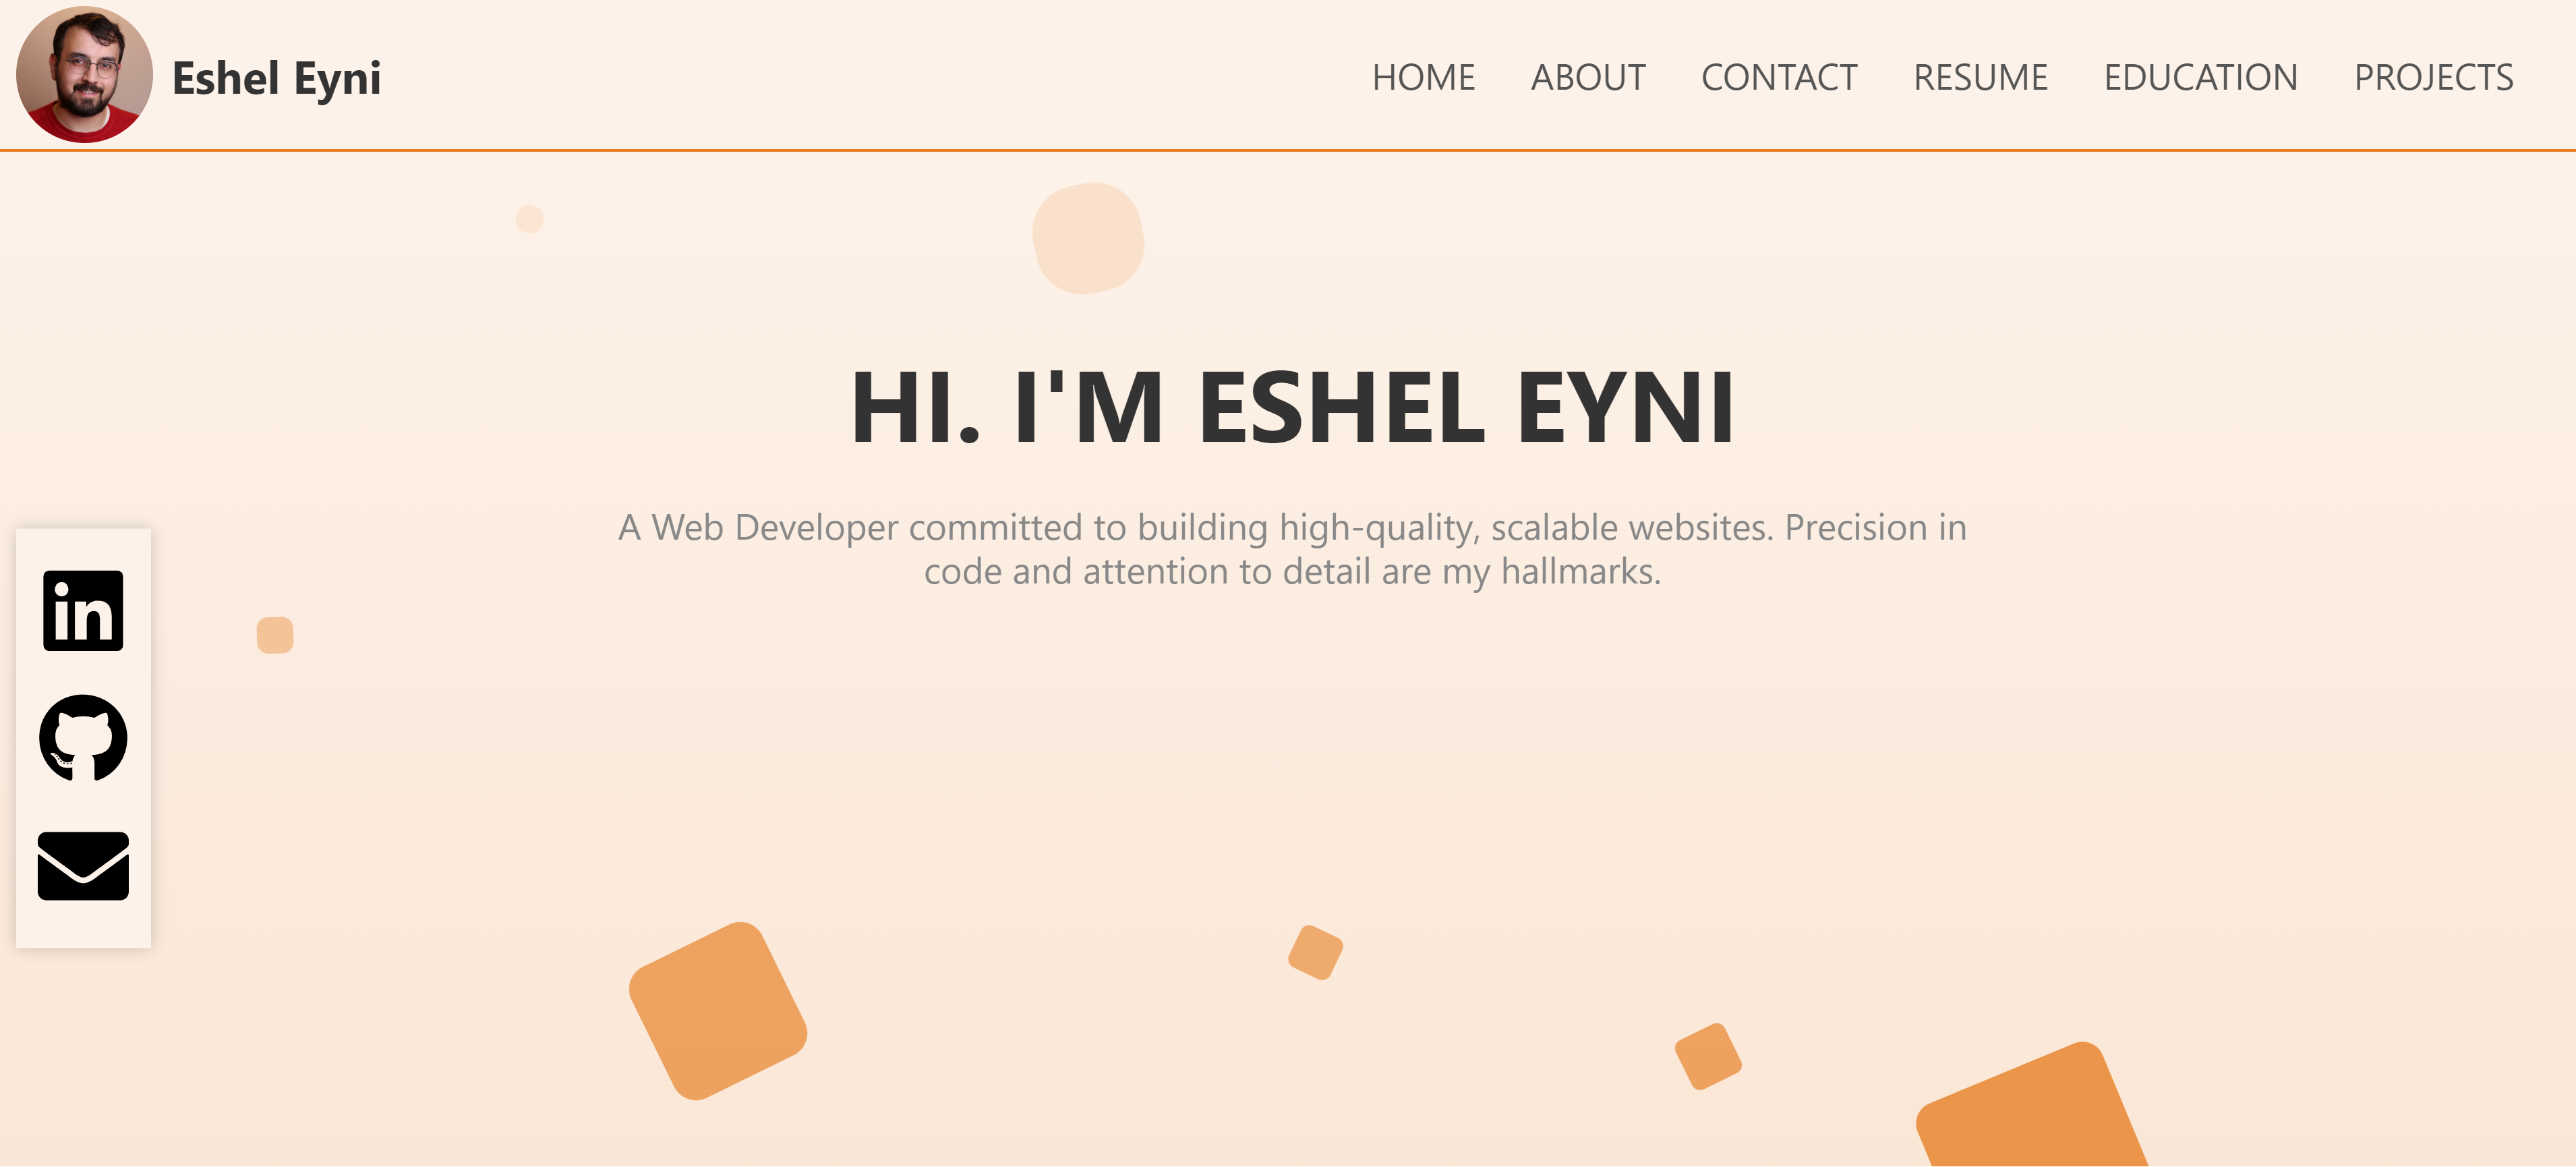 Eshel Eyni
HOME ABOUT CONTACT RESUME EDUCATION PROJECTS
HI. I'M ESHEL EYNI
A Web Developer committed to building high-quality, scalable websites. Precision in
code and attention to detail are my hallmarks.
in